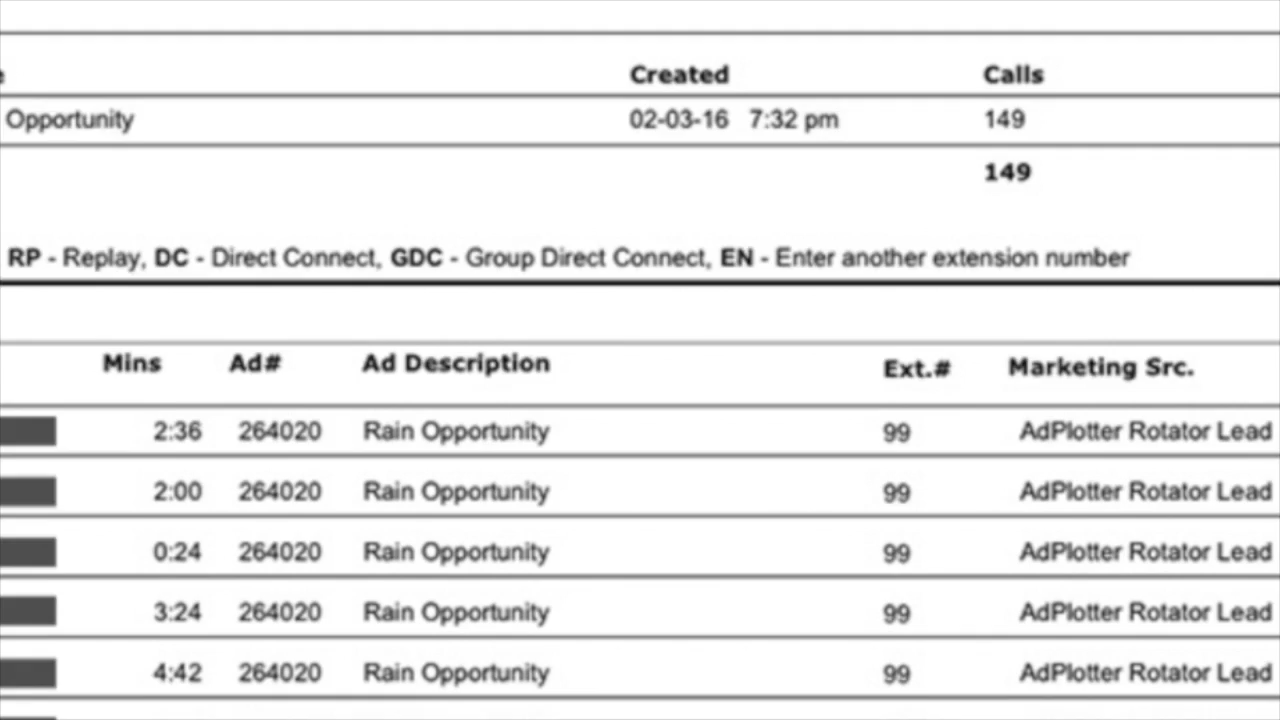 Created Calls
Opportunity 02-03-16 7:32 pm 149
149
RP - Replay, DC - Direct Connect, GDC - Group Direct Connect, EN - Enter another extension number
Mins Ad# Ad Description Ext.# Marketing Src.
2:36 264020 Rain Opportunity 99 AdPlotter Rotator Lead
2:00 264020 Rain Opportunity 99 AdPlotter Rotator Lead
0:24 264020 Rain Opportunity 99 AdPlotter Rotator Lead
3:24 264020 Rain Opportunity 99 AdPlotter Rotator Lead
4:42 264020 Rain Opportunity 99 AdPlotter Rotator Lead